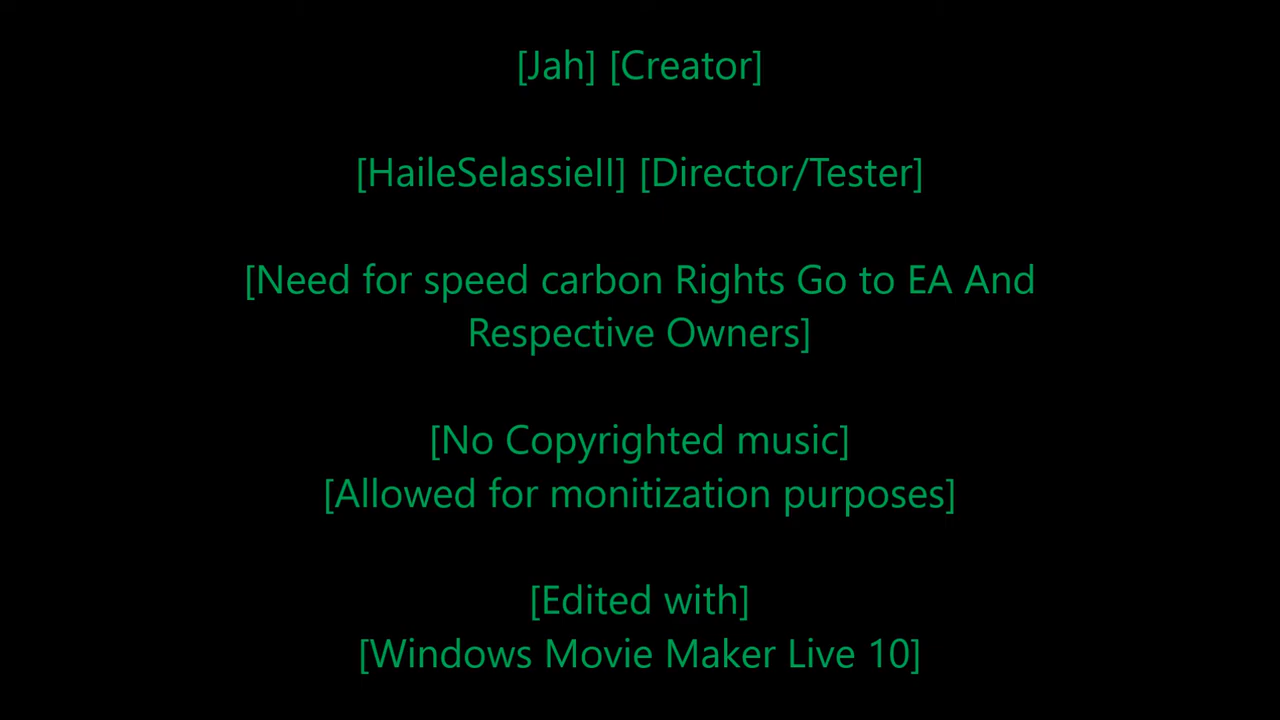 [Jah] [Creator]
[HaileSelassieII] [Director/Tester]
[Need for speed carbon Rights Go to EA And
Respective Owners]
[No Copyrighted music]
[Allowed for monitization purposes]
[Edited with]
[Windows Movie Maker Live 10]